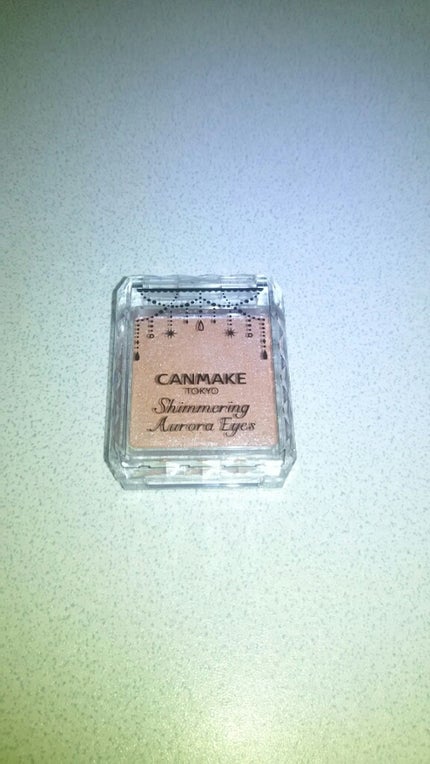 CANMAKE
TOKYO
Shimmering
Aurora Eyes